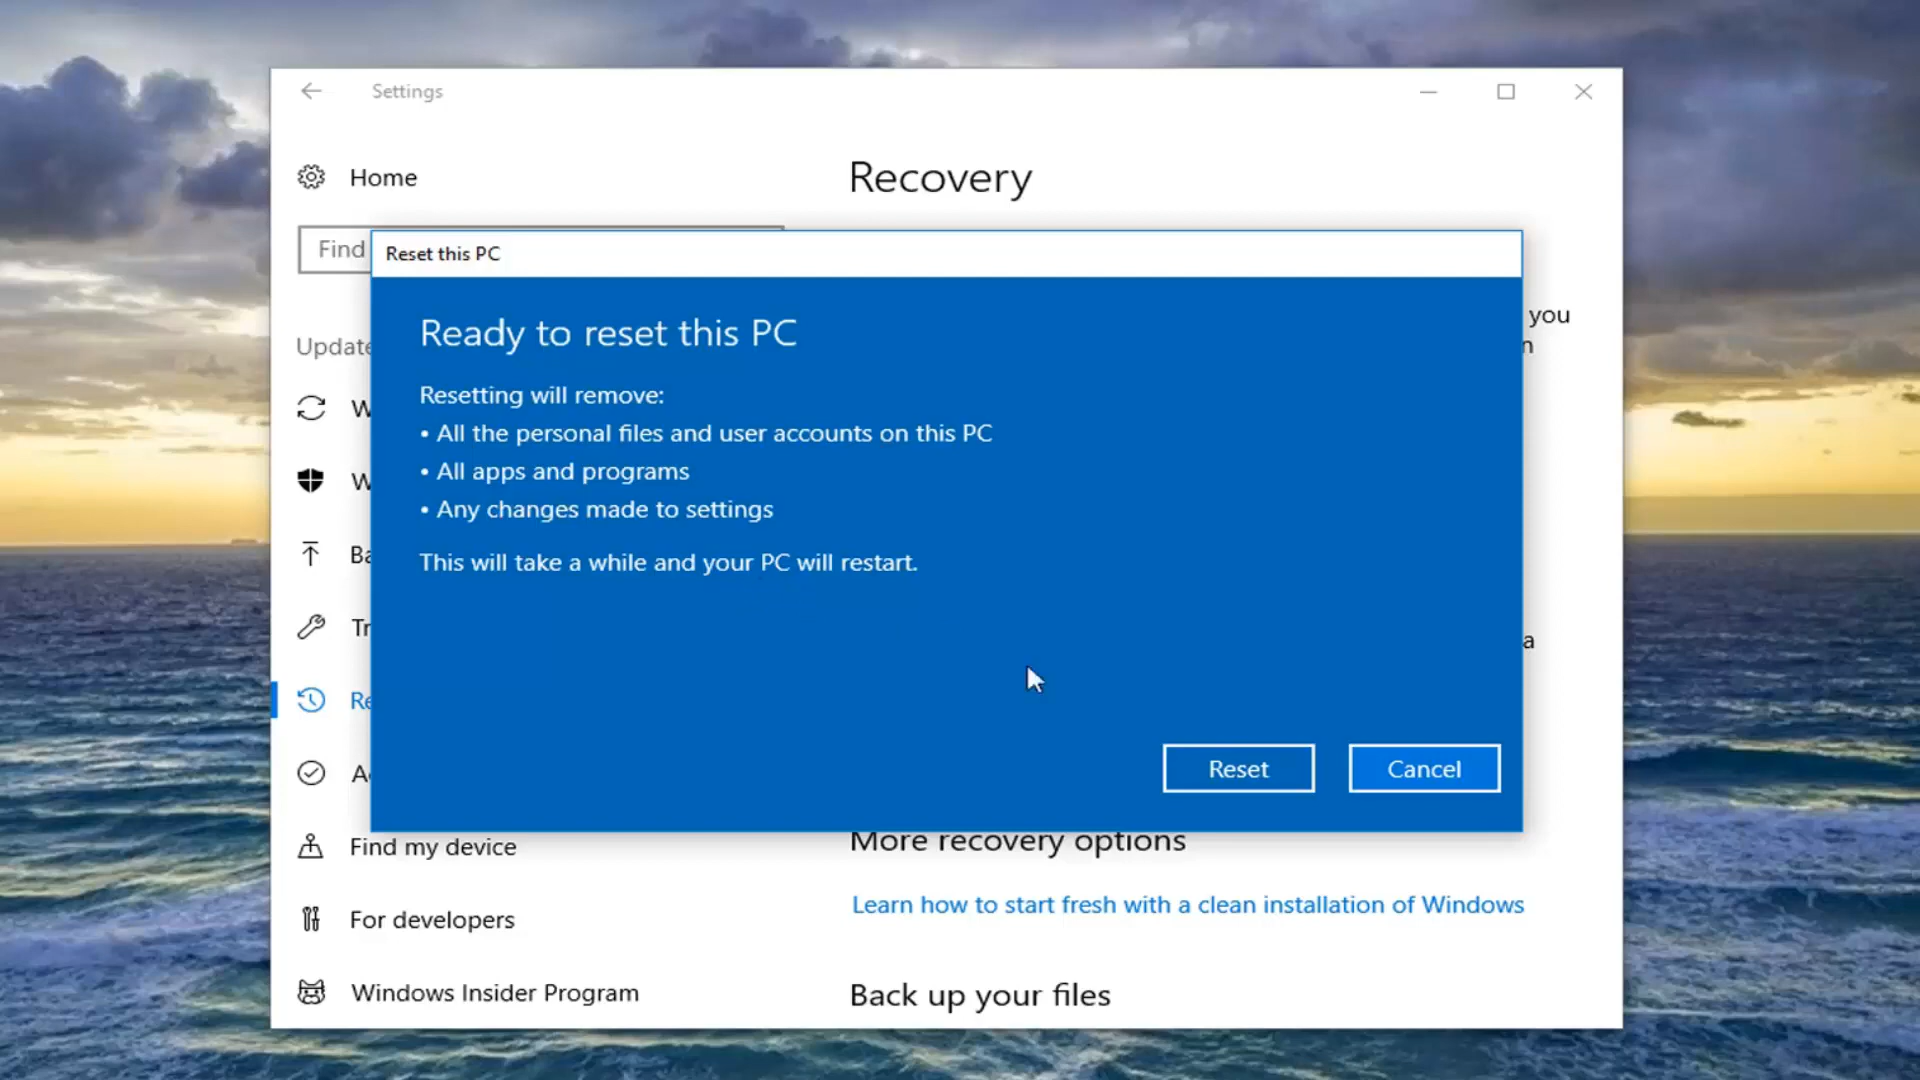 Settings
Home
Recovery
Find
Reset this PC
Ready to reset this PC
you
n
Update
Resetting will remove:
• All the personal files and user accounts on this PC
• All apps and programs
• Any changes made to settings
This will take a while and your PC will restart.
W
W
Ba
Tr
a
Re
Reset
Cancel
A
Find my device
More recovery options
For developers
Learn how to start fresh with a clean installation of Windows
Windows Insider Program
Back up your files